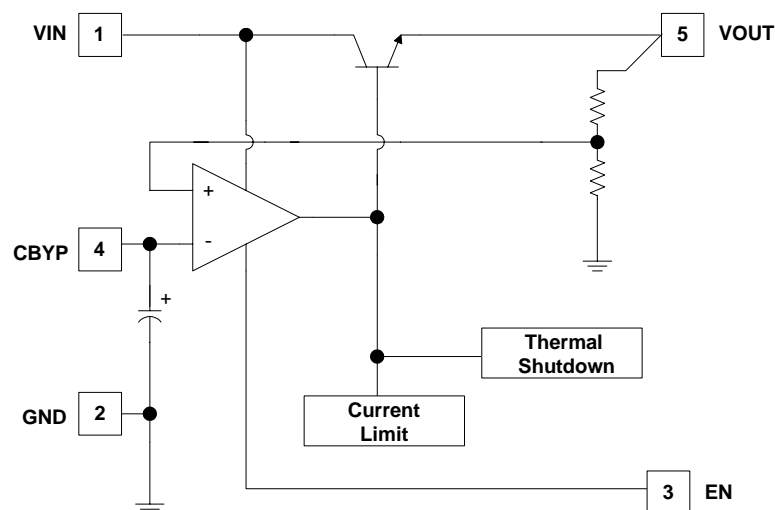 VIN 1
5 VOUT
+
CBYP 4
-
+
Thermal
Shutdown
GND 2
Current
Limit
3 EN